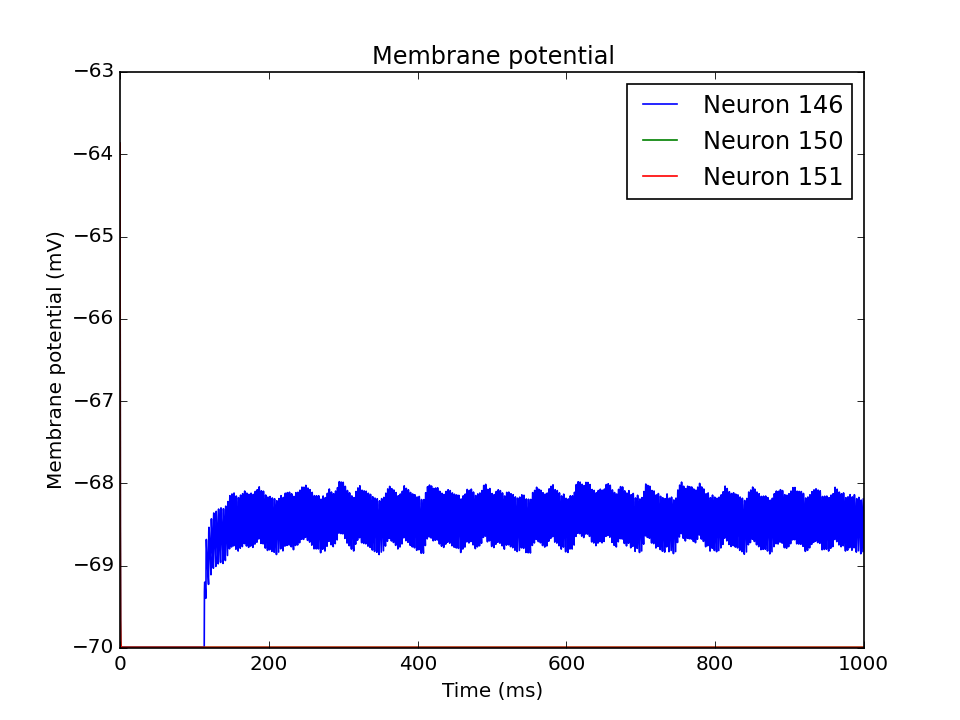 Membrane potential
Neuron 146
Neuron 150
Neuron 151
Membrane potential (mV)
−63
−64
−65
−66
−67
−68
−69
−70
0 200 400 600 800 1000
Time (ms)